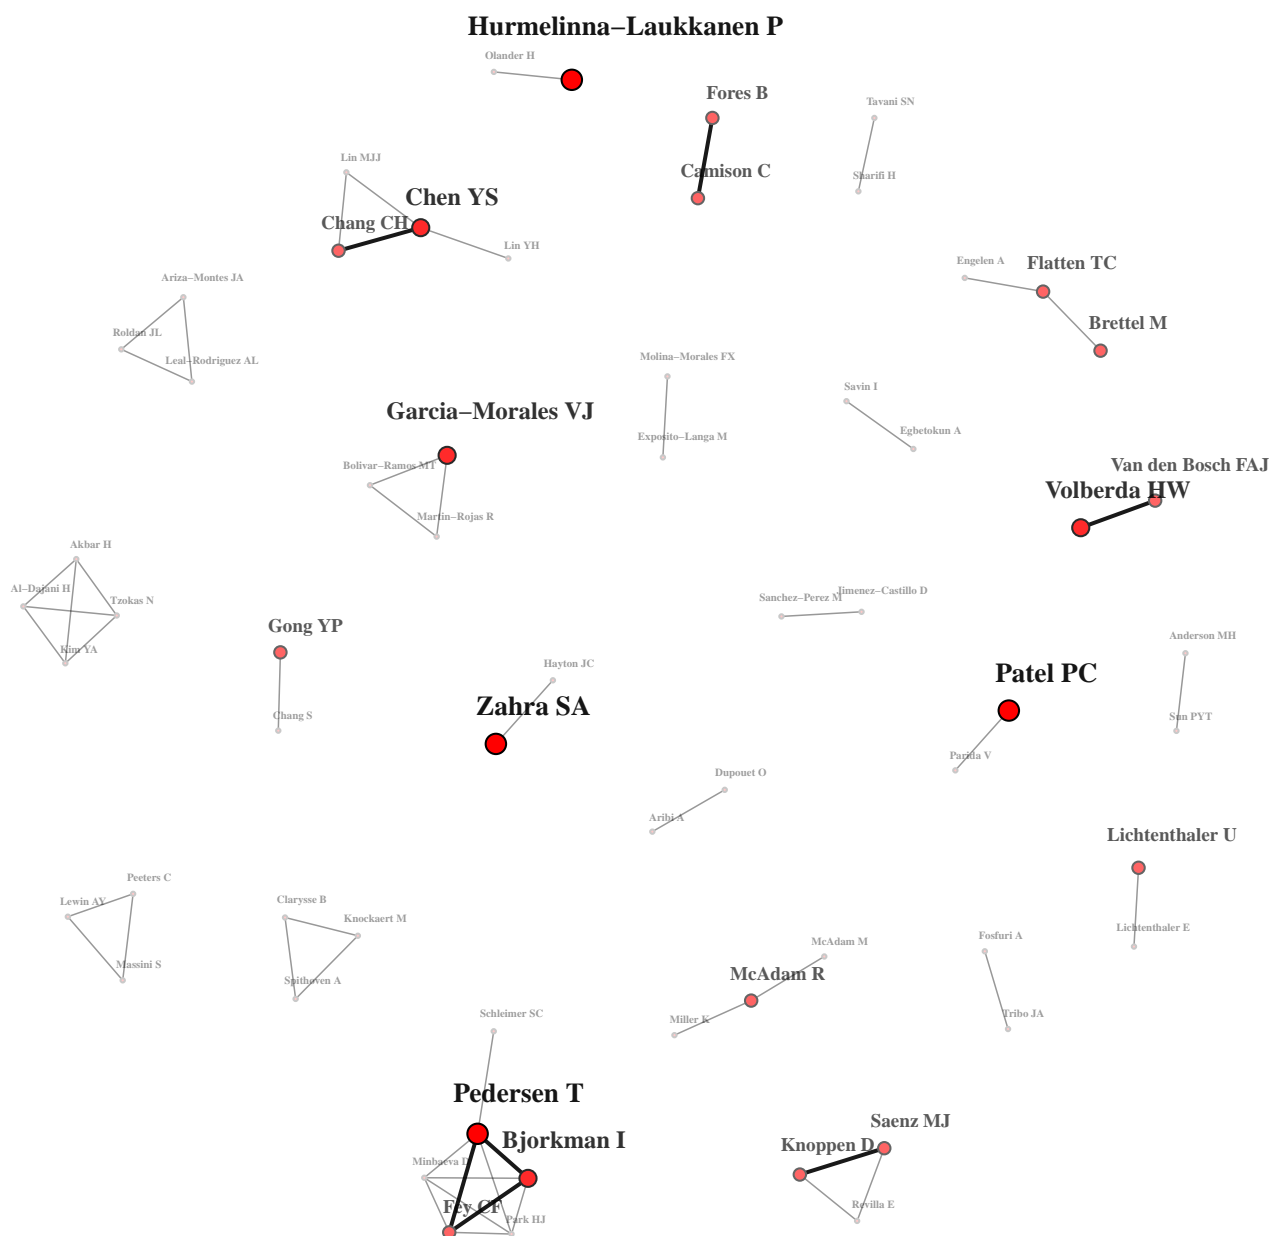 Hurmelinna–Laukkanen P
Olander H
Fores B
Tavani SN
Lin MJJ
Camison C
Sharifi H
Chen YS
Chang CH
Lin YH
Engelen A
Flatten TC
Ariza–Montes JA
Brettel M
Roldan JL
Leal–Rodriguez AL
Molina–Morales FX
Savin I
Garcia–Morales VJ
Egbetokun A
Exposito–Langa M
Bolivar–Ramos MT
Van den Bosch FAJ
Volberda HW
Martin–Rojas R
Akbar H
Al–Dajani H
Tzokas N
Sanchez–Perez M
Jimenez–Castillo D
Gong YP
Anderson MH
Kim YA
Hayton JC
Patel PC
Zahra SA
Chang S
Sun PYT
Parida V
Dupouet O
Aribi A
Lichtenthaler U
Peeters C
Lewin AY
Clarysse B
Knockaert M
Lichtenthaler E
Fosfuri A
McAdam M
Massini S
McAdam R
Spithoven A
Schleimer SC
Miller K
Tribo JA
Pedersen T
Saenz MJ
Bjorkman I
Knoppen D
Minbaeva D
Fey CF
Revilla E
Park HJ